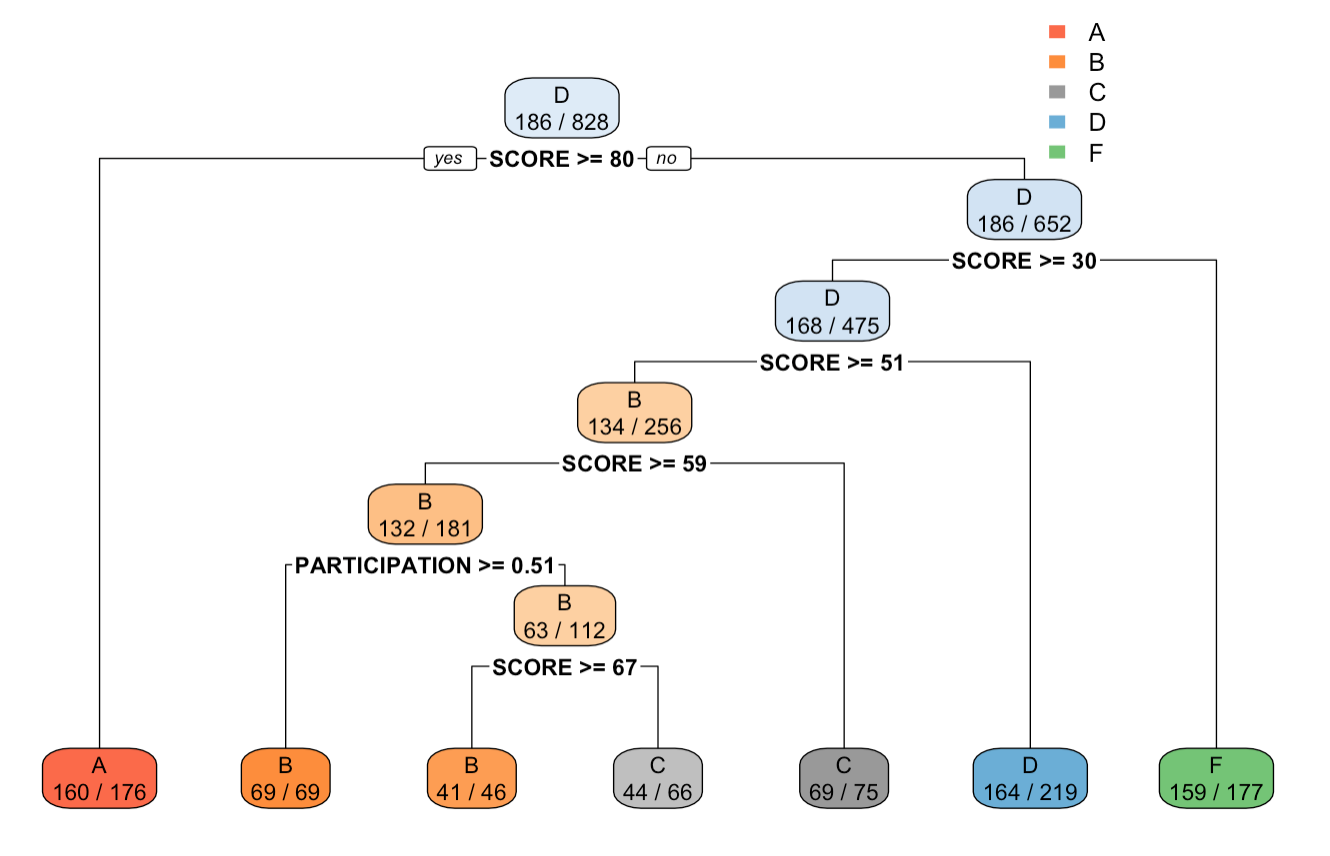 A
B
C
D
F
D
186 / 828
yes SCORE >= 80 no
D
186 / 652
SCORE >= 30
D
168 / 475
SCORE >= 51
B
134 / 256
SCORE >= 59
B
132 / 181
PARTICIPATION >= 0.51
B
63 / 112
SCORE >= 67
A
160 / 176
B
69 / 69
B
41 / 46
C
44 / 66
C
69 / 75
D
164 / 219
F
159 / 177